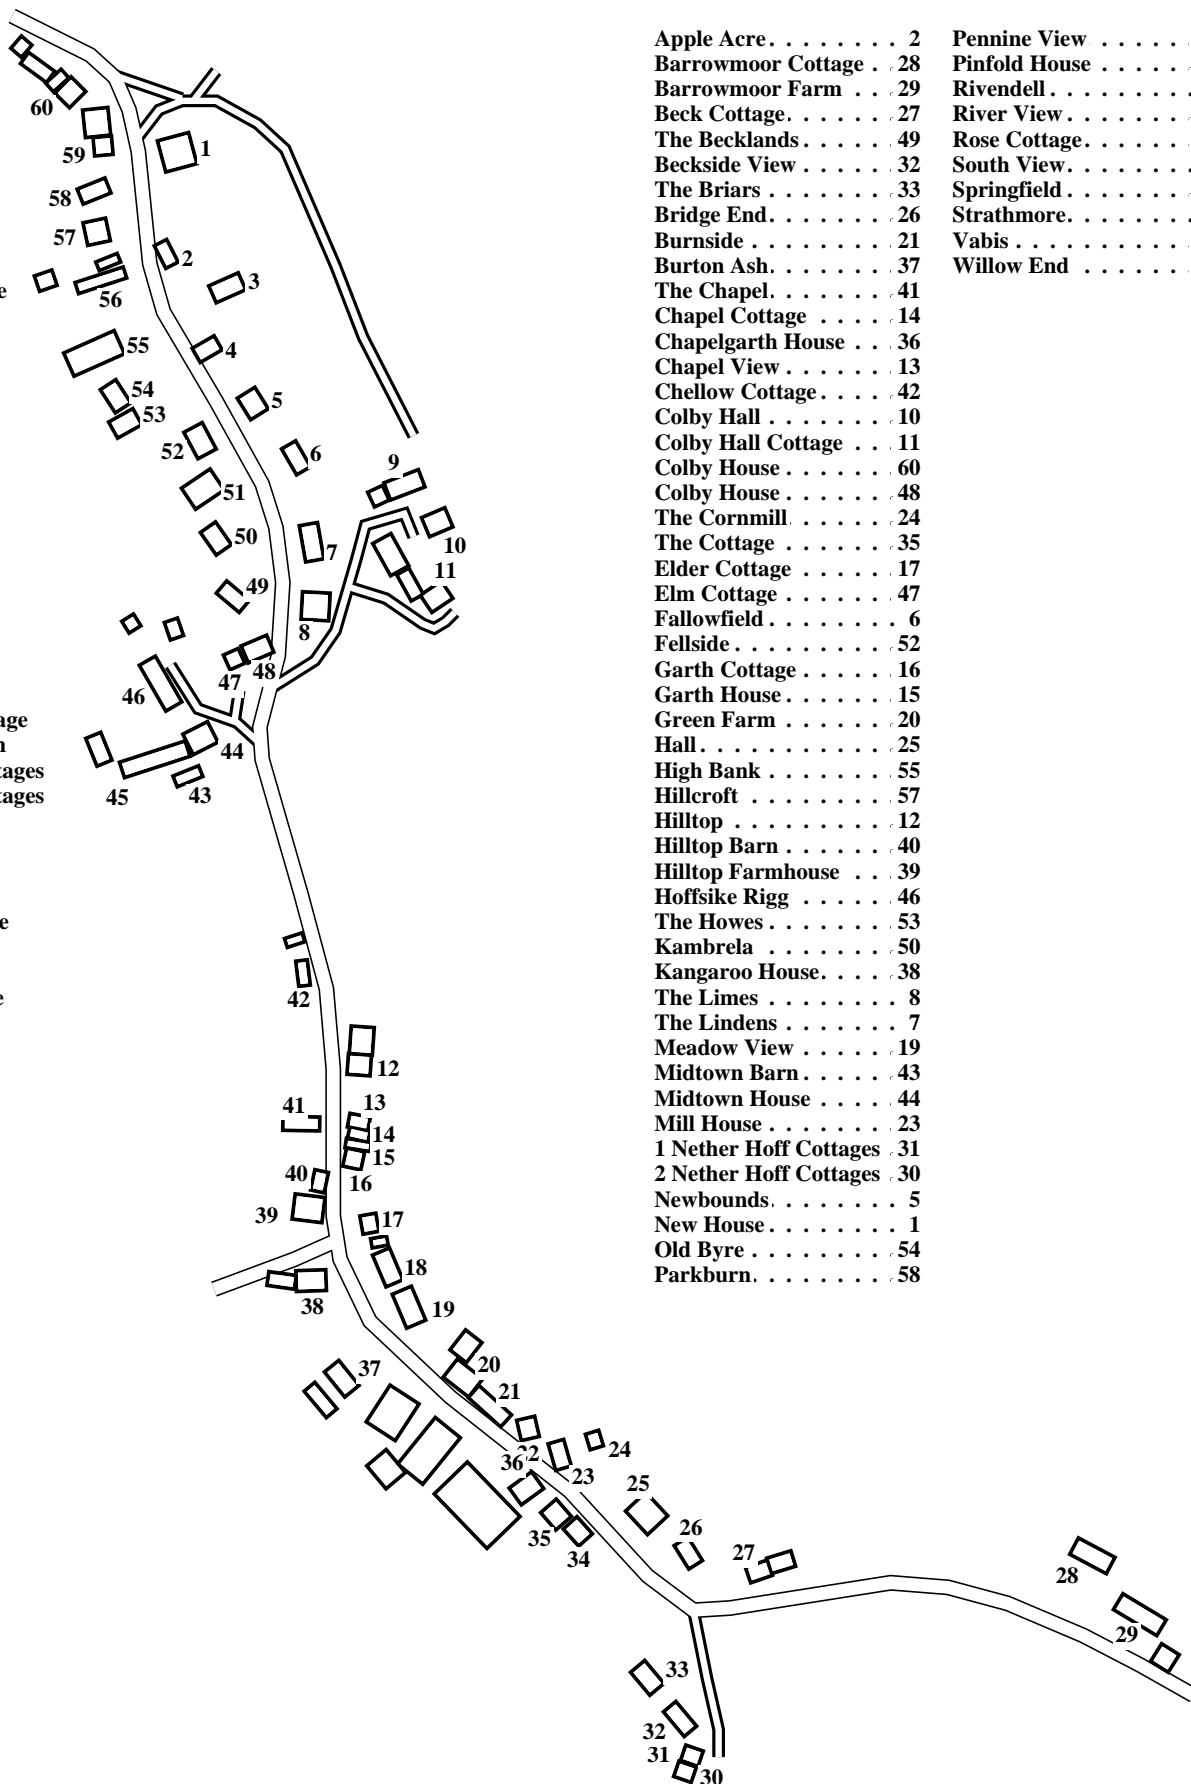 Apple Acre . . . . . . . . 2
Barrowmoor Cottage . 28
Barrowmoor Farm . . 29
Beck Cottage . . . . . . . 27
The Becklands . . . . . . 49
Beckside View . . . . . . 32
The Briars . . . . . . . . 33
Bridge End . . . . . . . . 26
Burnside . . . . . . . . . 21
Burton Ash . . . . . . . . 37
The Chapel . . . . . . . . 41
Chapel Cottage . . . . . 14
Chapelgarth House . . . 36
Chapel View . . . . . . . 13
Chellow Cottage . . . . . 42
Colby Hall . . . . . . . . 10
Colby Hall Cottage . . . 11
Colby House . . . . . . . 60
Colby House . . . . . . . 48
The Cornmill . . . . . . . 24
The Cottage . . . . . . . 35
Elder Cottage . . . . . . 17
Elm Cottage . . . . . . . 47
Fallowfield . . . . . . . . 6
Fellside . . . . . . . . . . 52
Garth Cottage . . . . . . 16
Garth House . . . . . . . 15
Green Farm . . . . . . . 20
Hall . . . . . . . . . . . . 25
High Bank . . . . . . . . 55
Hillcroft . . . . . . . . . 57
Hilltop . . . . . . . . . . 12
Hilltop Barn . . . . . . . 40
Hilltop Farmhouse . . . 39
Hoffsike Rigg . . . . . . 46
The Howes . . . . . . . . 53
Kambrela . . . . . . . . 50
Kangaroo House . . . . . 38
The Limes . . . . . . . . 8
The Lindens . . . . . . . 7
Meadow View . . . . . . 19
Midtown Barn . . . . . . 43
Midtown House . . . . . 44
Mill House . . . . . . . . 23
1 Nether Hoff Cottages . 31
2 Nether Hoff Cottages . 30
Newbounds . . . . . . . . 5
New House . . . . . . . . 1
Old Byre . . . . . . . . . 54
Parkburn . . . . . . . . . 58
Pennine View . . . . . .
Pinfold House . . . . . .
Rivendell . . . . . . . . .
River View . . . . . . . .
Rose Cottage . . . . . . .
South View . . . . . . . .
Springfield . . . . . . . .
Strathmore . . . . . . . .
Vabis . . . . . . . . . . .
Willow End . . . . . . .
e
age
n
tages
tages
e
e
60
59
1
58
57
2
56
3
55
4
54
53
5
52
6
51
9
50
7
10
49
11
8
48
47
46
44
45
43
42
12
41
13
14
15
40
16
39
17
18
38
19
37
20
21
22
36
23
24
25
35
34
26
27
28
29
33
32
31
30